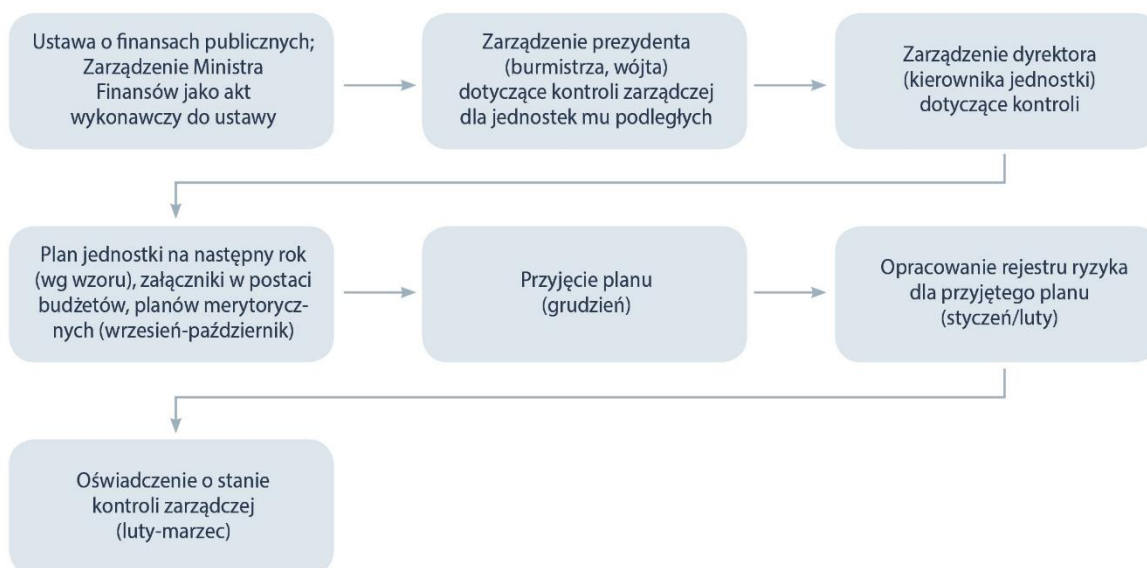 Ustawa o finansach publicznych;
Zarządzenie Ministra
Finansów jako akt
wykonawczy do ustawy
Zarządzenie prezydenta
(burmistrza, wójta)
dotyczące kontroli zarządczej
dla jednostek mu podległych
Zarządzenie dyrektora
(kierownika jednostki)
dotyczące kontroli
Plan jednostki na następny rok
(wg wzoru), załączniki w postaci
budżetów, planów merytorycz-
nych (wrzesień-październik)
Przyjęcie planu
(grudzień)
Opracowanie rejestru ryzyka
dla przyjętego planu
(styczeń/luty)
Oświadczenie o stanie
kontroli zarządczej
(luty-marzec)